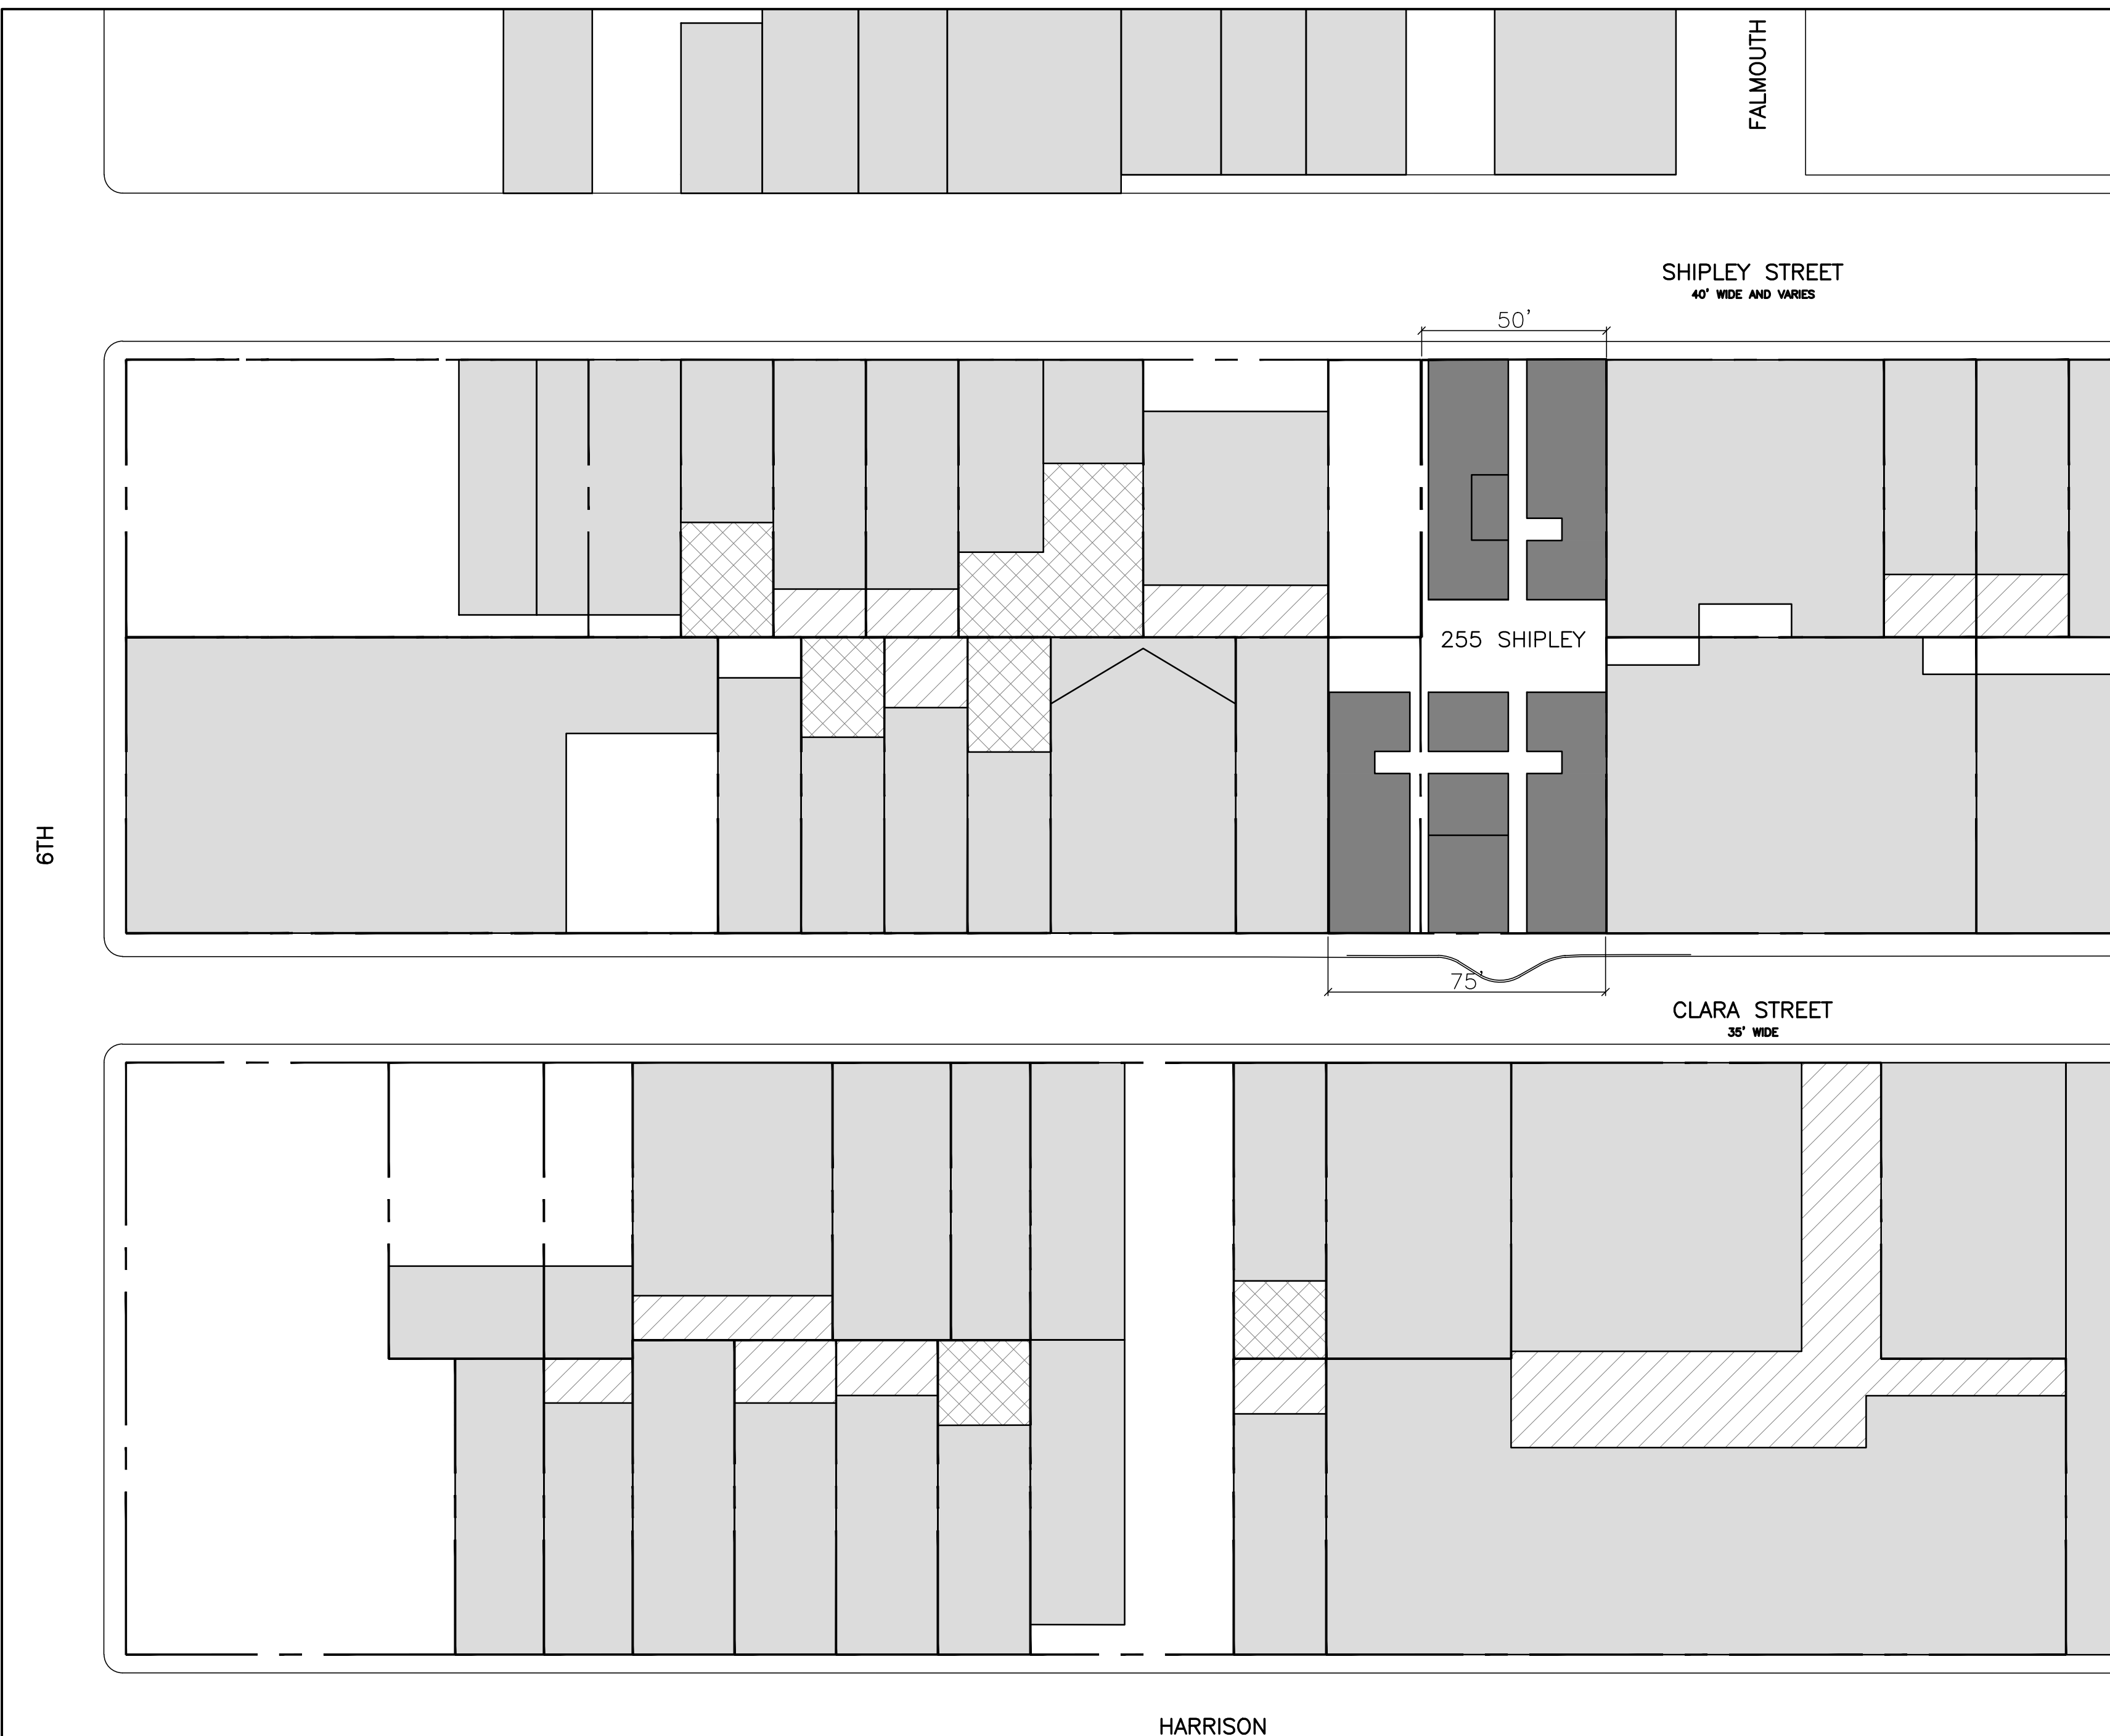 FALMOUTH
SHIPLEY STREET
40' WIDE AND VARIES
50'
255 SHIPLEY
6TH
75'
CLARA STREET
35' WIDE
HARRISON